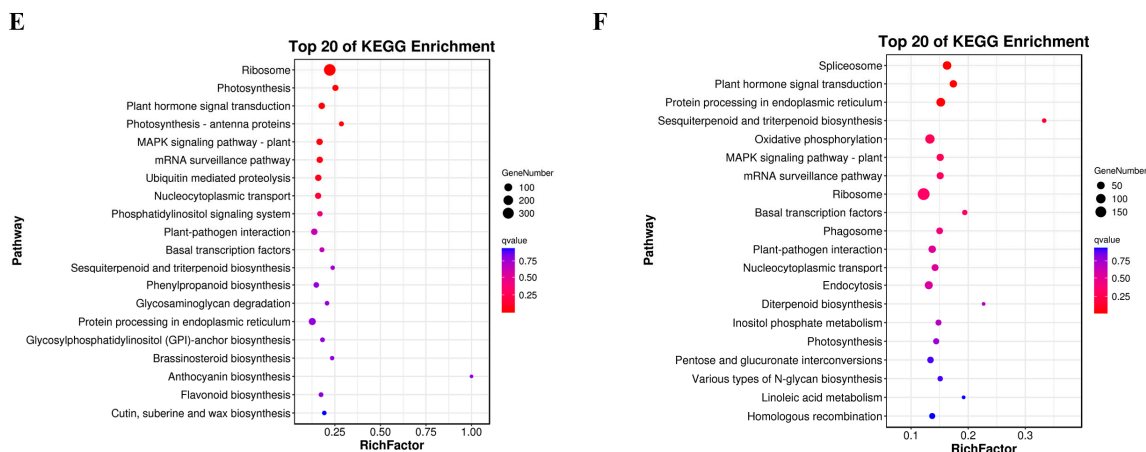 E
Top 20 of KEGG Enrichment
Pathway
Ribosome
Photosynthesis
Plant hormone signal transduction
Photosynthesis - antenna proteins
MAPK signaling pathway - plant
mRNA surveillance pathway
Ubiquitin mediated proteolysis
Nucleocytoplasmic transport
Phosphatidylinositol signaling system
Plant-pathogen interaction
Basal transcription factors
Sesquiterpenoid and triterpenoid biosynthesis
Phenylpropanoid biosynthesis
Glycosaminoglycan degradation
Protein processing in endoplasmic reticulum
Glycosylphosphatidylinositol (GPI)-anchor biosynthesis
Brassinosteroid biosynthesis
Anthocyanin biosynthesis
Flavonoid biosynthesis
Cutin, suberine and wax biosynthesis
0.25 0.50 0.75 1.00
RichFactor
GeneNumber
100
200
300
qvalue
0.75
0.50
0.25
F
Top 20 of KEGG Enrichment
Pathway
Spliceosome
Plant hormone signal transduction
Protein processing in endoplasmic reticulum
Sesquiterpenoid and triterpenoid biosynthesis
Oxidative phosphorylation
MAPK signaling pathway - plant
mRNA surveillance pathway
Ribosome
Basal transcription factors
Phagosome
Plant-pathogen interaction
Nucleocytoplasmic transport
Endocytosis
Diterpenoid biosynthesis
Inositol phosphate metabolism
Photosynthesis
Pentose and glucuronate interconversions
Various types of N-glycan biosynthesis
Linoleic acid metabolism
Homologous recombination
0.1 0.2 0.3
RichFactor
GeneNumber
50
100
150
qvalue
0.75
0.50
0.25